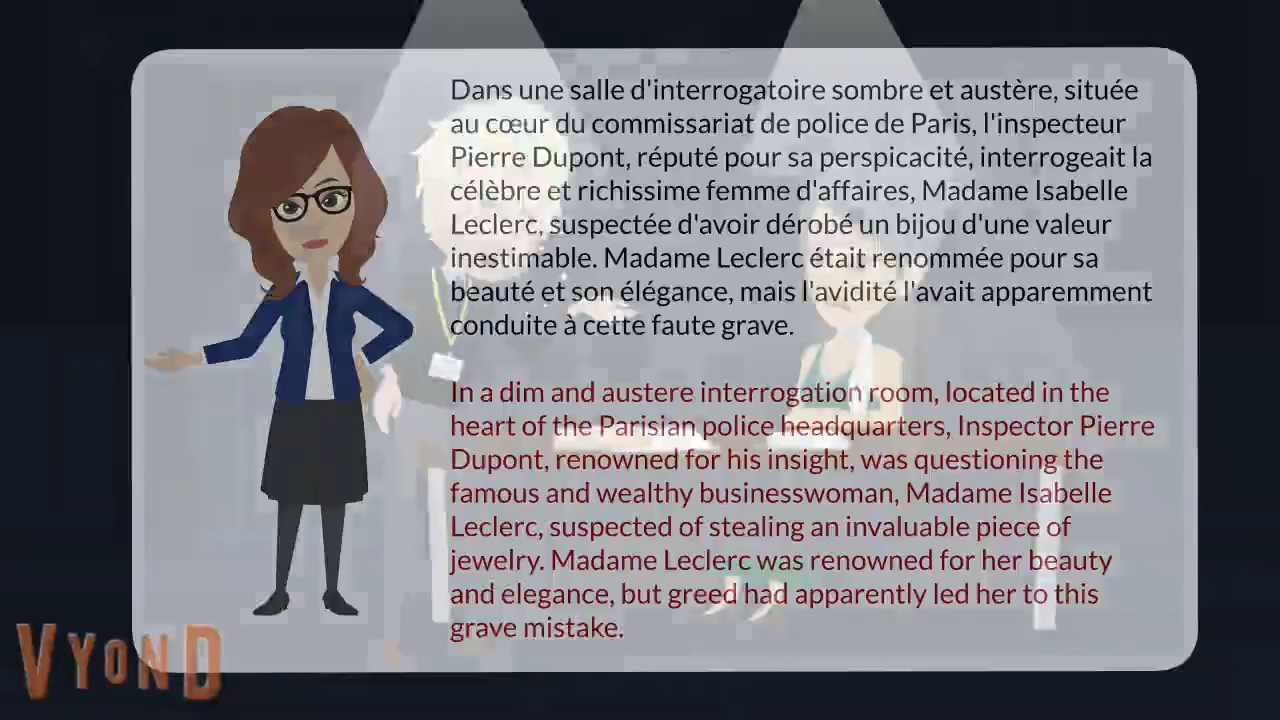 Dans une salle d'interrogatoire sombre et austère, située
au cœur du commissariat de police de Paris, l'inspecteur
Pierre Dupont, réputé pour sa perspicacité, interrogeait la
célèbre et richissime femme d'affaires, Madame Isabelle
Leclerc, suspectée d'avoir dérobé un bijou d'une valeur
inestimable. Madame Leclerc était renommée pour sa
beauté et son élégance, mais l'avidité l'avait apparemment
conduite à cette faute grave.
In a dim and austere interrogation room, located in the
heart of the Parisian police headquarters, Inspector Pierre
Dupont, renowned for his insight, was questioning the
famous and wealthy businesswoman, Madame Isabelle
Leclerc, suspected of stealing an invaluable piece of
jewelry. Madame Leclerc was renowned for her beauty
and elegance, but greed had apparently led her to this
grave mistake.
VYOND